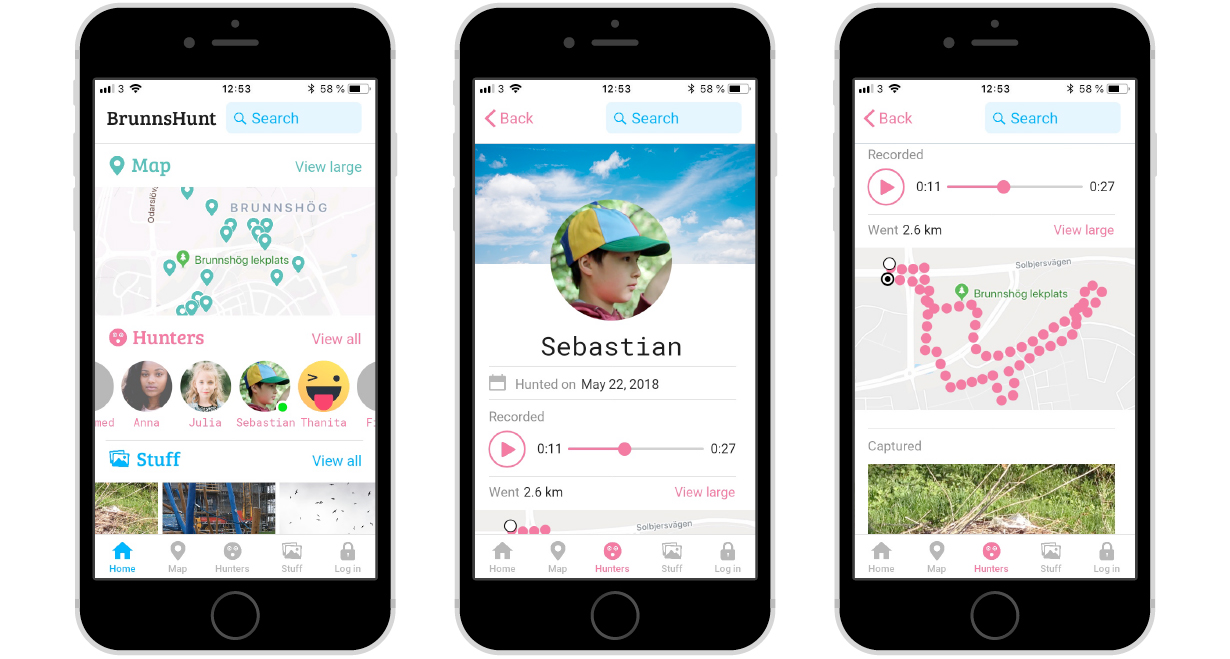 3 12:53 58 %
BrunnsHunt Search
Map View large
Odarslöv
BRUNNSHÖG
Brunnshög lekplats
Hunters View all
med Anna Julia Sebastian Thanita F
Stuff View all
Home Map Hunters Stuff Log in
3 12:53 58 %
Back Search
Sebastian
Hunted on May 22, 2018
Recorded
0:11 0:27
Went 2.6 km View large
Solbjersvägen
Home Map Hunters Stuff Log in
3 12:53 58 %
Back Search
Recorded
0:11 0:27
Went 2.6 km View large
Solbjersvägen
Brunnshög lekplats
Captured
Home Map Hunters Stuff Log in